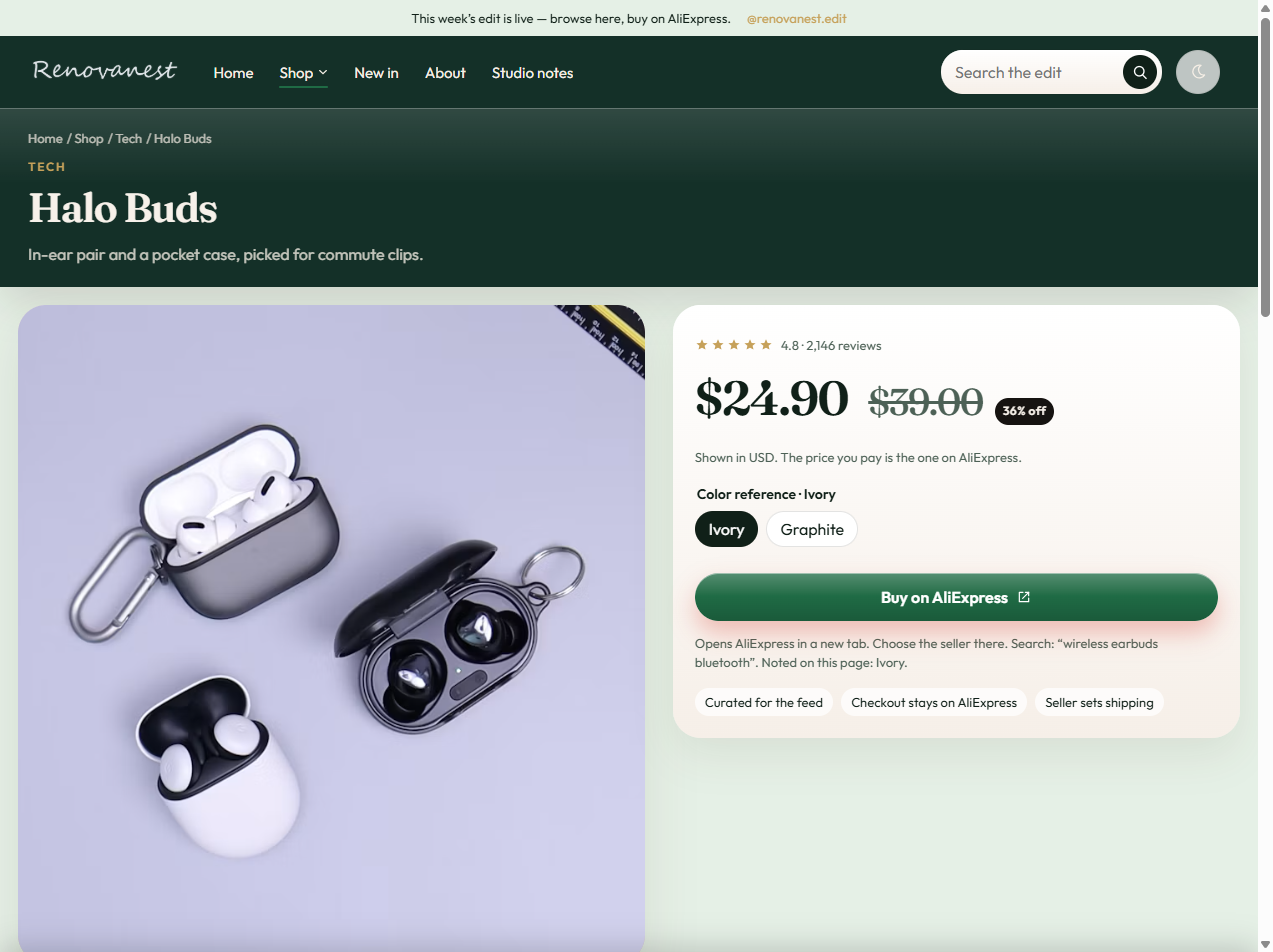 This week's edit is live — browse here, buy on AliExpress. @renovanest.edit
Renovanest Home Shop New in About Studio notes Search the edit
Home / Shop / Tech / Halo Buds
TECH
Halo Buds
In-ear pair and a pocket case, picked for commute clips.
4.8 · 2,146 reviews
$24.90 $39.00 36% off
Shown in USD. The price you pay is the one on AliExpress.
Color reference · Ivory
Ivory Graphite
Buy on AliExpress
Opens AliExpress in a new tab. Choose the seller there. Search: “wireless earbuds
bluetooth”. Noted on this page: Ivory.
Curated for the feed Checkout stays on AliExpress Seller sets shipping